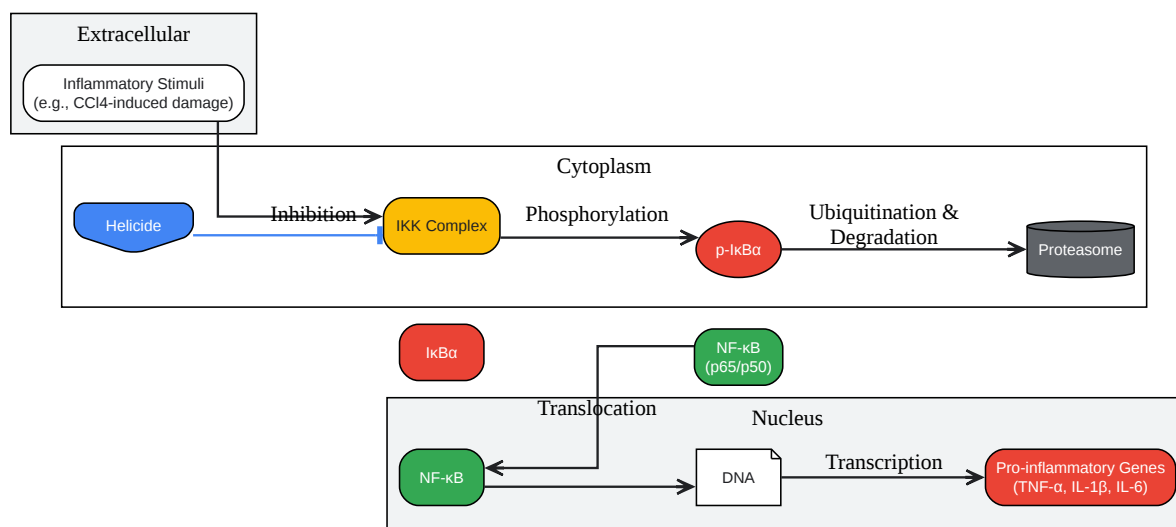 Extracellular
Inflammatory Stimuli
(e.g., CCl4-induced damage)
Cytoplasm
Helicide
Inhibition
IKK Complex
Phosphorylation
p-IκBα
Ubiquitination &
Degradation
Proteasome
IκBα
NF-κB
(p65/p50)
Translocation
Nucleus
NF-κB
DNA
Transcription
Pro-inflammatory Genes
(TNF-α, IL-1β, IL-6)